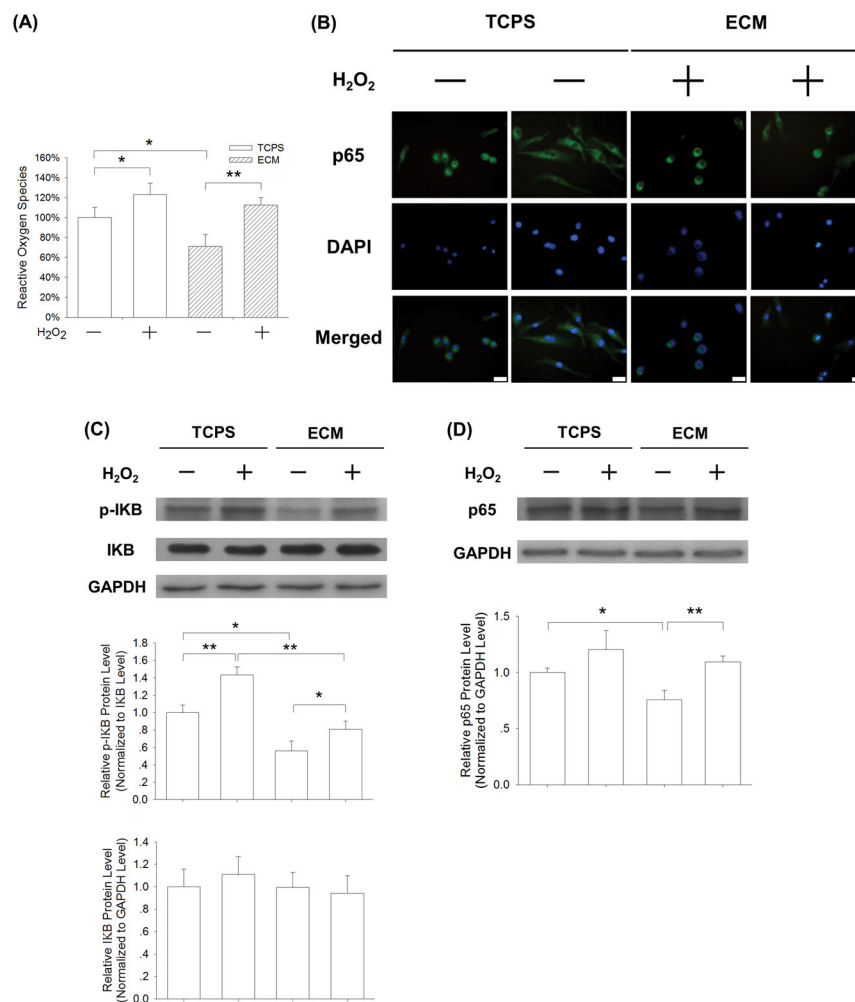 (A)
* 
* **
TCPS
ECM
160%
140%
120%
100%
80%
60%
40%
20%
0%
Reactive Oxygen Species
H₂O₂ — + — +
(B)
TCPS ECM
H₂O₂ — — + +
p65
DAPI
Merged
(C)
TCPS ECM
H₂O₂ — + — +
p-IKB
IKB
GAPDH
Relative p-IKB Protein Level
(Normalized to IKB Level)
1.8
1.6
1.4
1.2
1.0
.8
.6
.4
.2
0.0
*
** **
*
Relative IKB Protein Level
(Normalized to GAPDH Level)
1.4
1.2
1.0
.8
.6
.4
.2
0.0
(D)
TCPS ECM
H₂O₂ — + — +
p65
GAPDH
Relative p65 Protein Level
(Normalized to GAPDH Level)
1.5
1.0
.5
0.0
* **